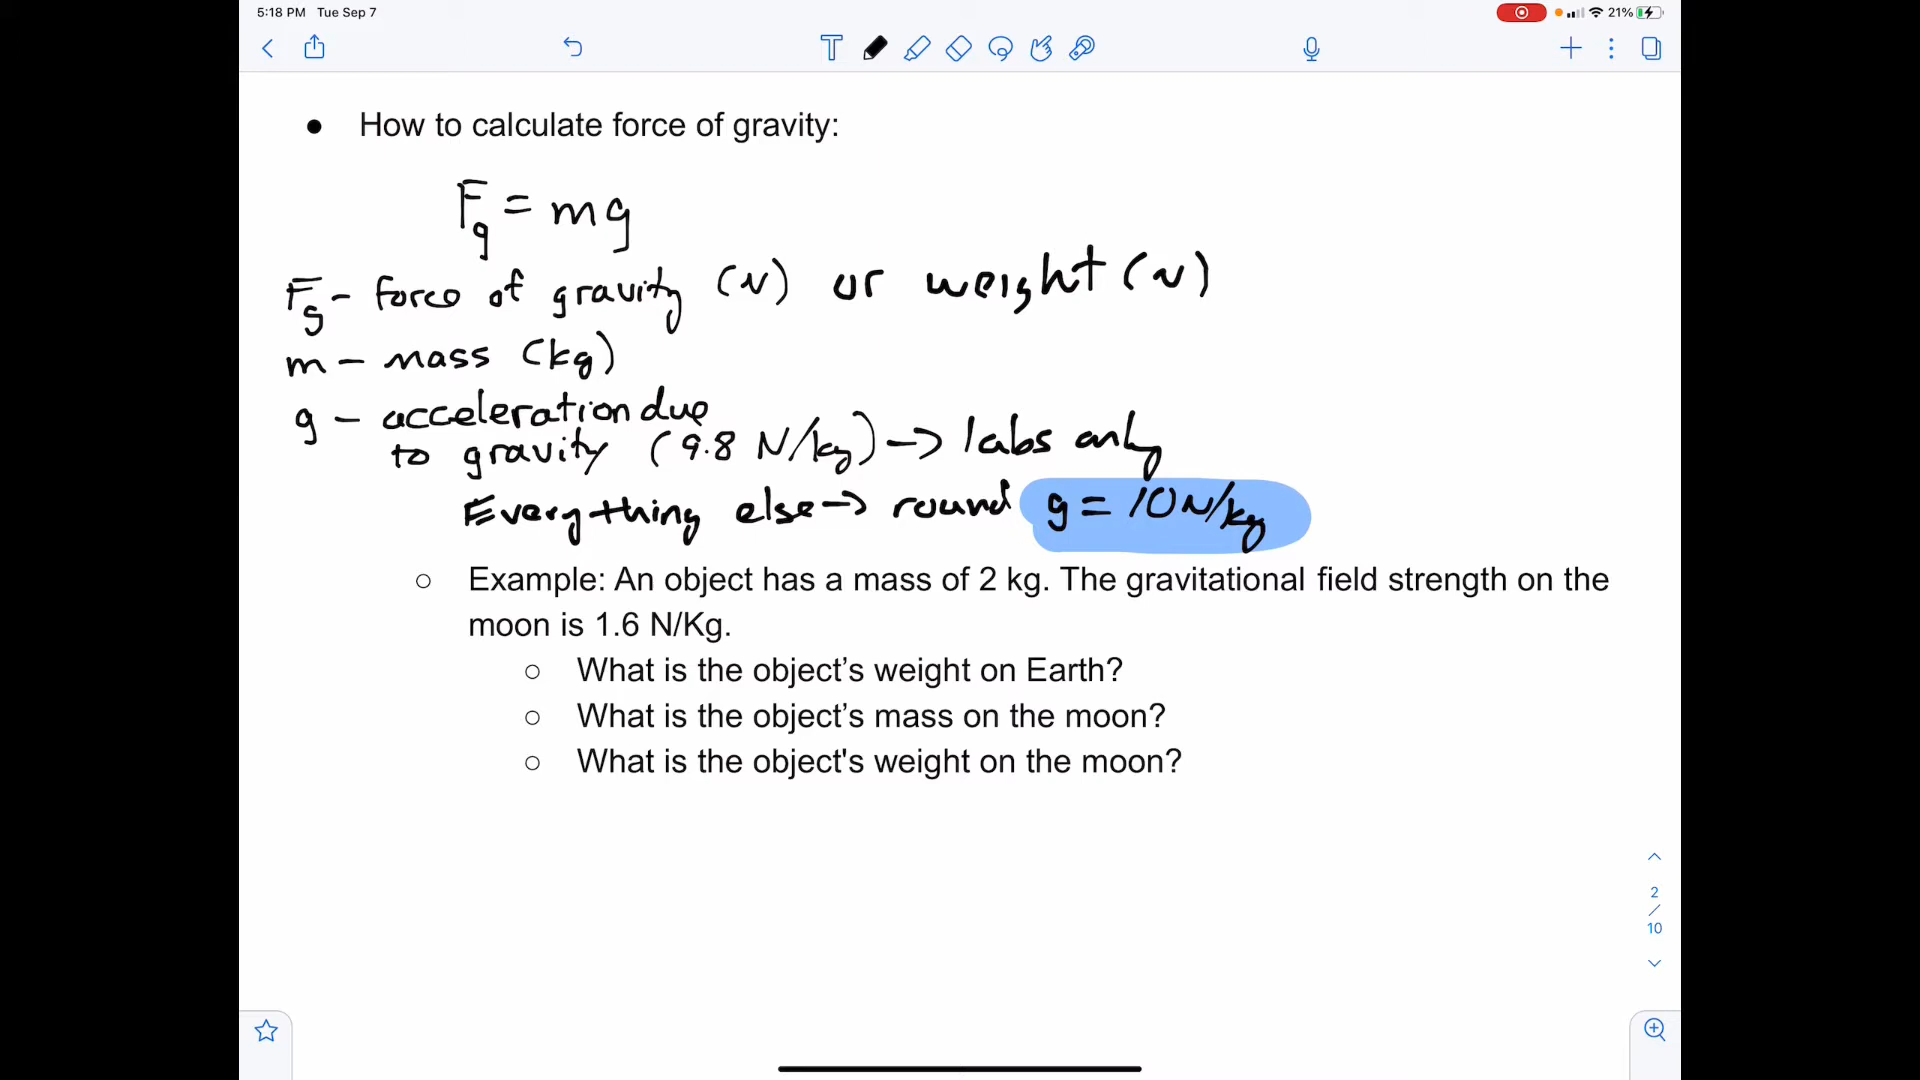 5:18 PM Tue Sep 7
21%
● How to calculate force of gravity:
Fg = mg
Fg - force of gravity (N) or weight (N)
m - mass (kg)
g - acceleration due
to gravity (9.8 N/kg) → labs only
Everything else → round g = 10 N/kg
○ Example: An object has a mass of 2 kg. The gravitational field strength on the
moon is 1.6 N/Kg.
○ What is the object’s weight on Earth?
○ What is the object’s mass on the moon?
○ What is the object's weight on the moon?
2
/
10